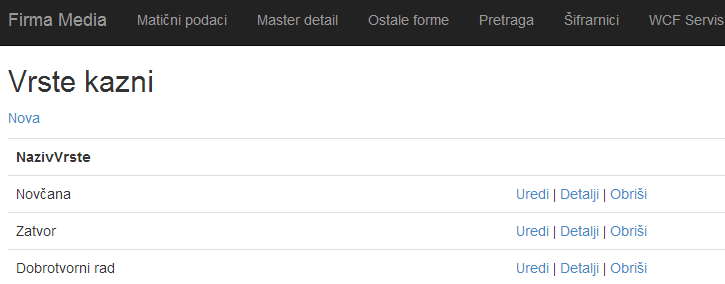 Firma Media Matični podaci Master detail Ostale forme Pretraga Šifrarnici WCF Servis
Vrste kazni
Nova
NazivVrste
Novčana Uredi | Detalji | Obriši
Zatvor Uredi | Detalji | Obriši
Dobrotvorni rad Uredi | Detalji | Obriši